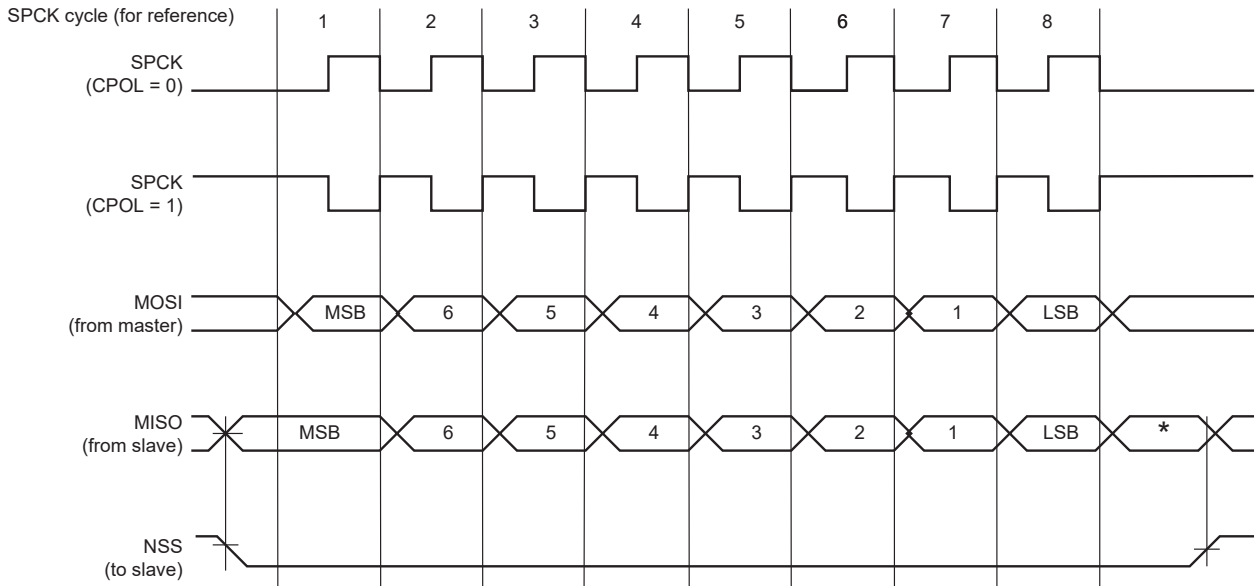 SPCK cycle (for reference)
1 2 3 4 5 6 7 8
SPCK
(CPOL = 0)
SPCK
(CPOL = 1)
MOSI
(from master)
MSB 6 5 4 3 2 1 LSB
MISO
(from slave)
MSB 6 5 4 3 2 1 LSB *
NSS
(to slave)